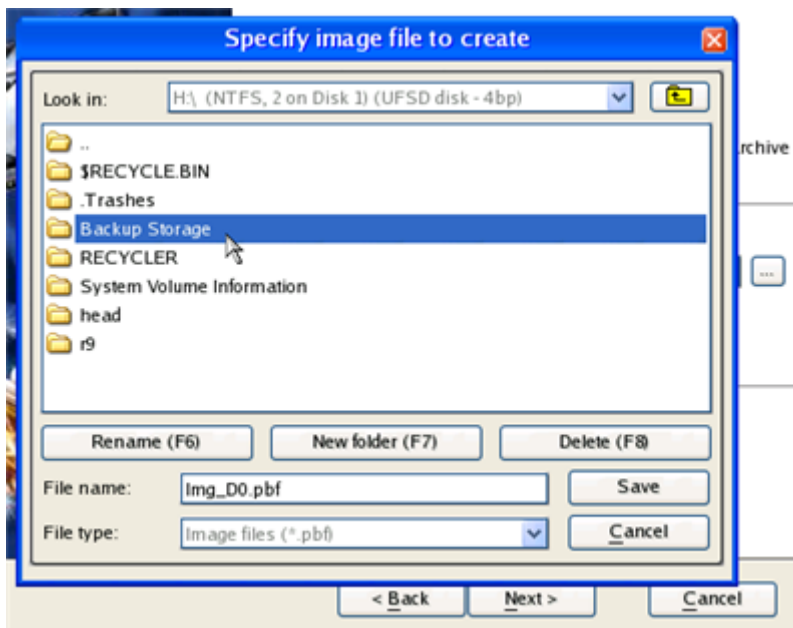 Specify image file to create
Look in: H:\ (NTFS, 2 on Disk 1) (UFSD disk - 4bp)
..
$RECYCLE.BIN
.Trashes
Backup Storage
RECYCLER
System Volume Information
head
r9
rchive
...
Rename (F6) New folder (F7) Delete (F8)
File name: Img_D0.pbf Save
File type: Image files (*.pbf) Cancel
< Back Next > Cancel